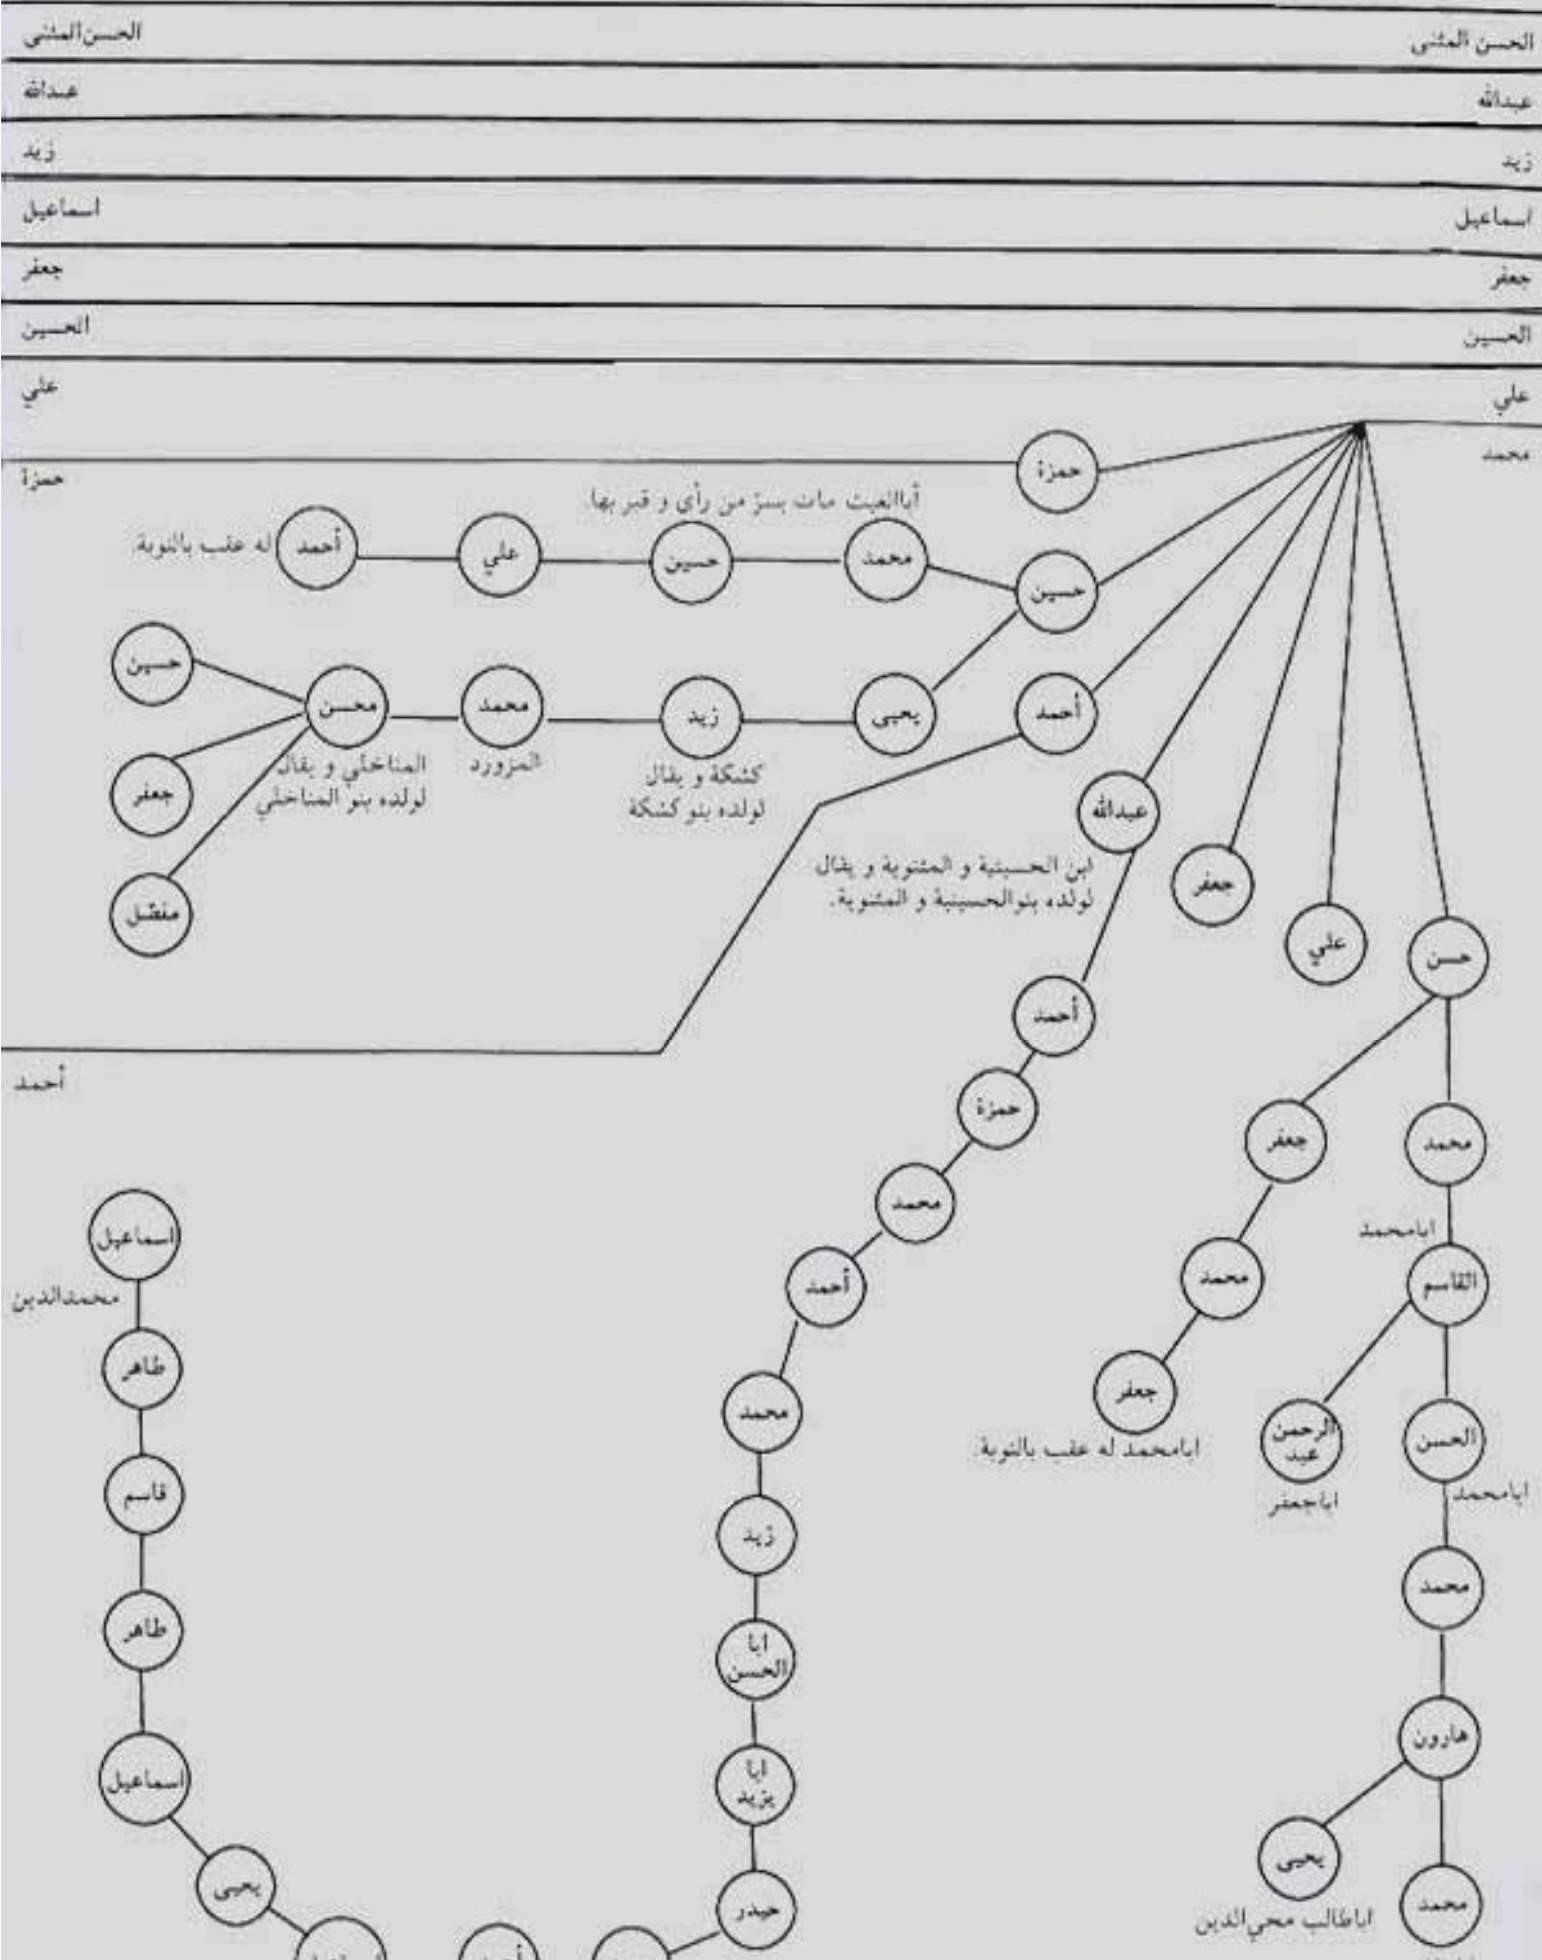 الحسن المثنى
الحسن المثنى
عبدالله
عبدالله
زيد
زيد
اسماعيل
اسماعيل
جعفر
جعفر
الحسين
الحسين
علي
علي
محمد
حمزة
حمزة
أباالغيث مات بسرّ من رأى و قبر بها.
محمد
حسين
علي
أحمد
له عقب بالنوبة.
حسين
حسين
أحمد
يحيى
زيد
محمد
محسن
كشكة و يقال
لولده بنو كشكة
المزورد
المناخلي و يقال
لولده بنو المناخلي
جعفر
مفضّل
عبدالله
ابن الحسينية و المثنوية و يقال
لولده بنوالحسينية و المثنوية.
جعفر
علي
حسن
أحمد
أحمد
حمزة
جعفر
محمد
محمد
ابامحمد
محمد
القاسم
أحمد
اسماعيل
محمدالدين
طاهر
جعفر
ابامحمد له عقب بالنوبة.
الرحمن
عبد
اباجعفر
الحسن
ابامحمد
محمد
قاسم
زيد
محمد
طاهر
ابا
الحسن
هارون
اسماعيل
ابا
يزيد
يحيى
اباطالب محي‌الدين
محمد
يحيى
حيدر